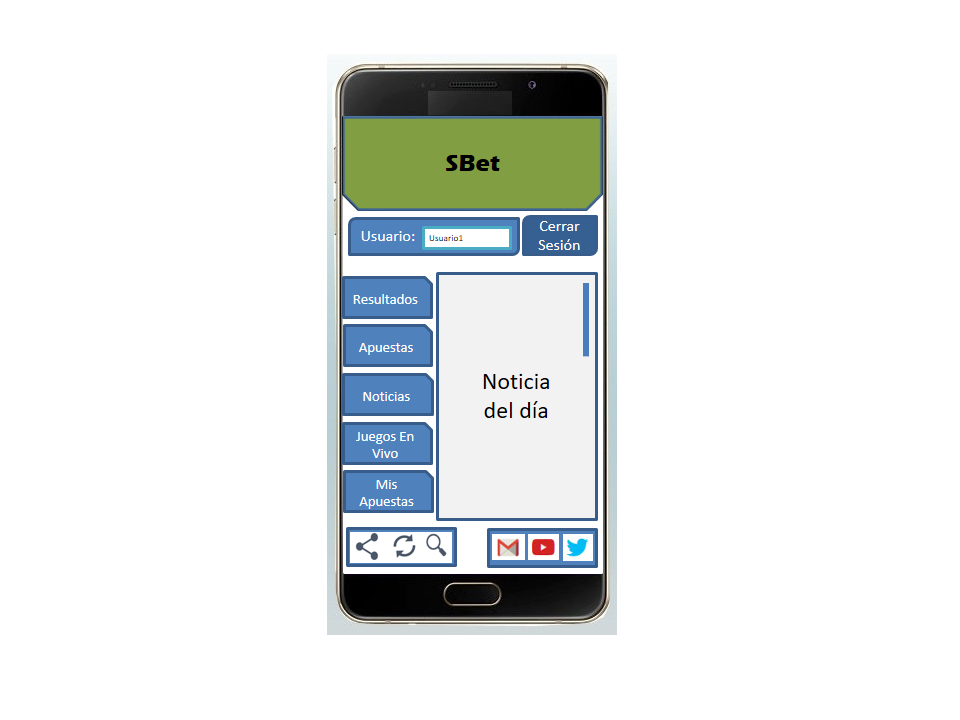 SBet
Usuario:
Usuario1
Cerrar
Sesión
Resultados
Apuestas
Noticias
Juegos En
Vivo
Mis
Apuestas
Noticia
del día